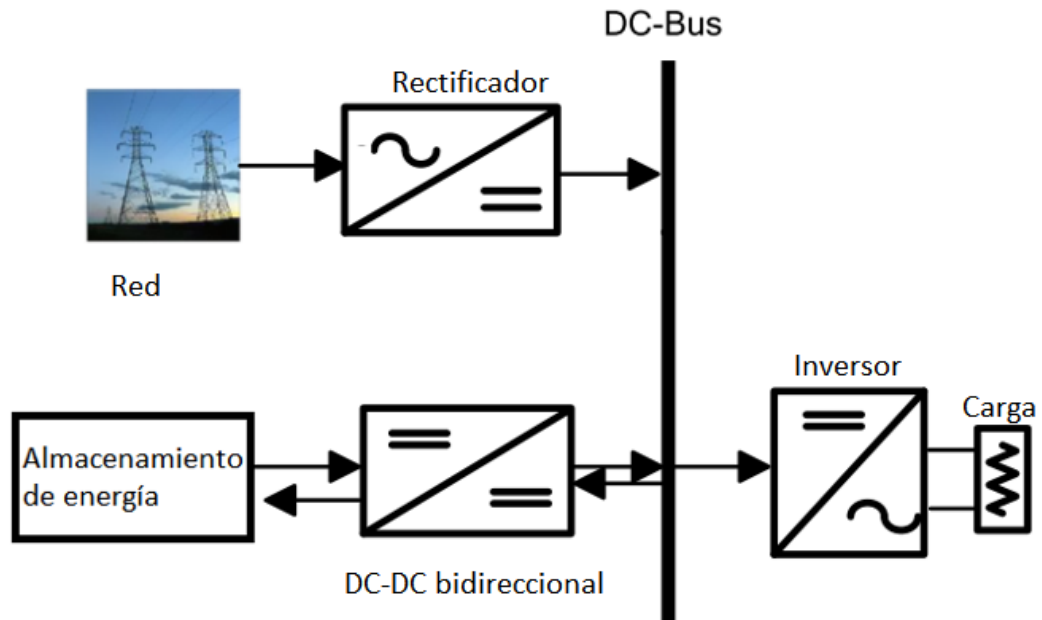 DC-Bus
Rectificador
Red
Inversor
Carga
Almacenamiento
de energía
DC-DC bidireccional